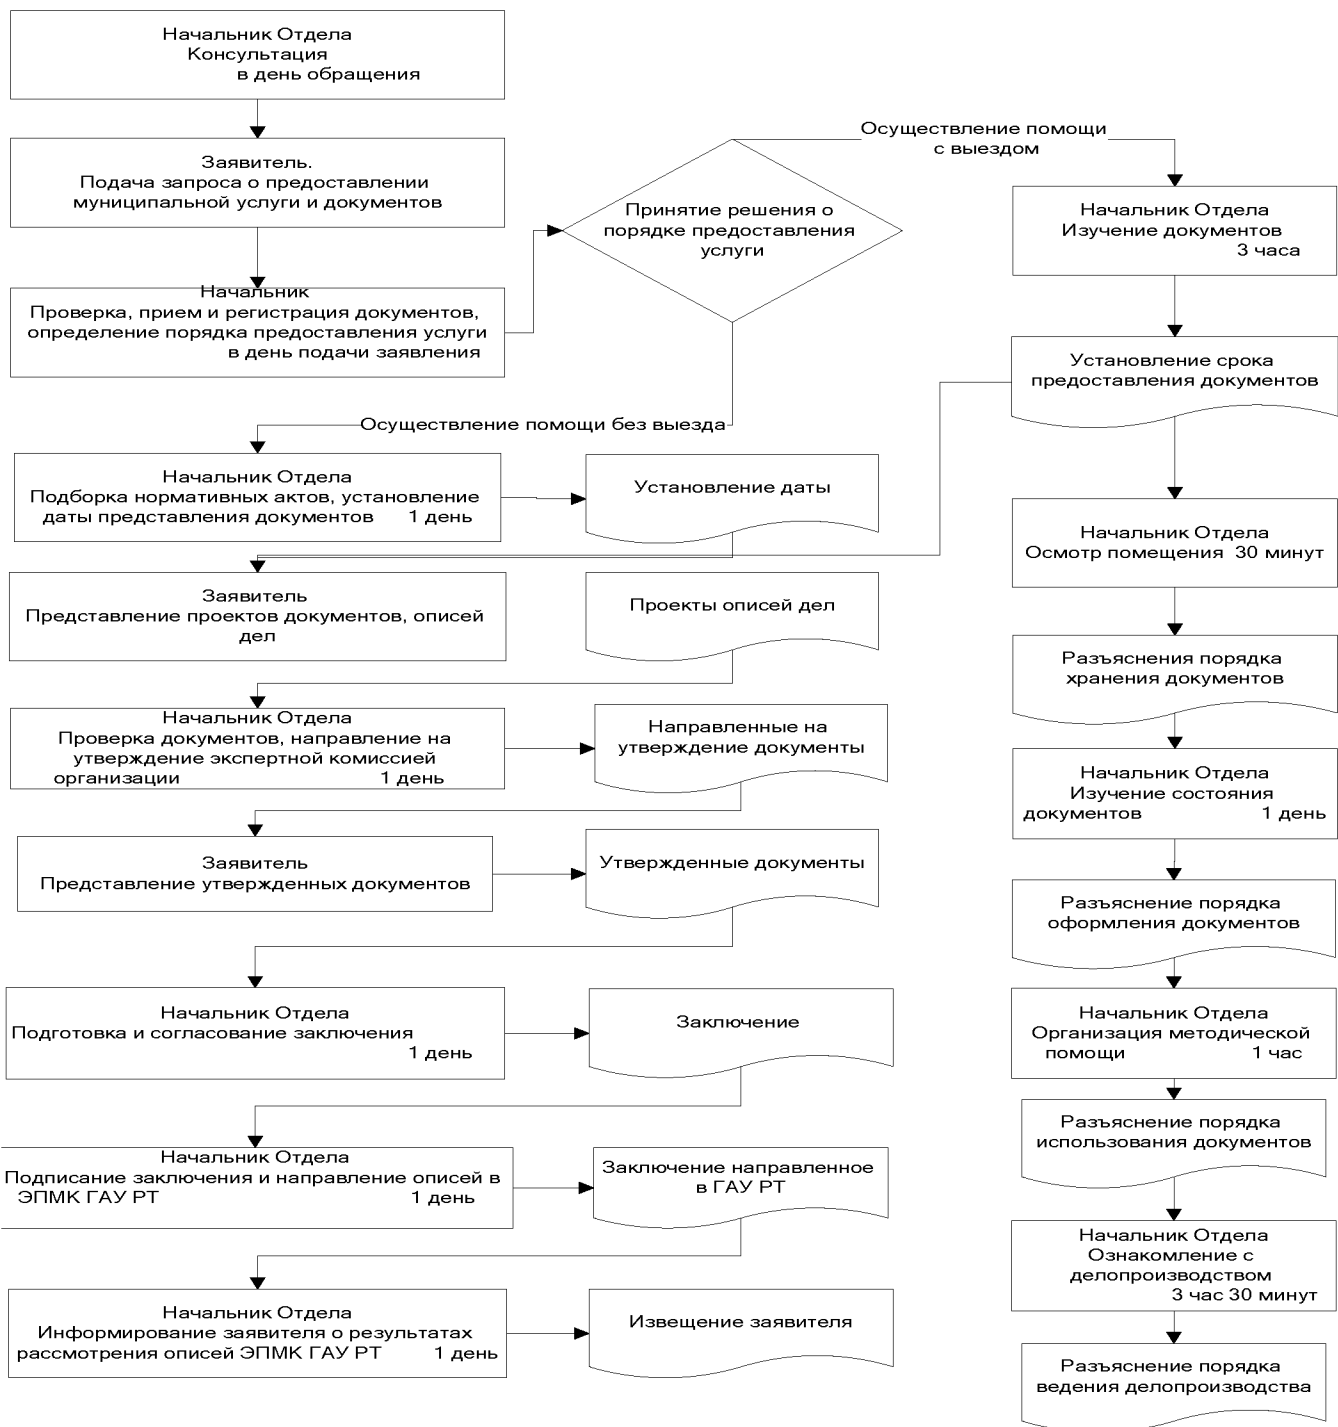 Начальник Отдела
Консультация
в день обращения
Заявитель.
Подача запроса о предоставлении
муниципальной услуги и документов
Начальник
Проверка, прием и регистрация документов,
определение порядка предоставления услуги
в день подачи заявления
Принятие решения о
порядке предоставления
услуги
Осуществление помощи
с выездом
Осуществление помощи без выезда
Начальник Отдела
Подборка нормативных актов, установление
даты представления документов 1 день
Установление даты
Заявитель
Представление проектов документов, описей
дел
Проекты описей дел
Начальник Отдела
Проверка документов, направление на
утверждение экспертной комиссией
организации 1 день
Направленные на
утверждение документы
Заявитель
Представление утвержденных документов
Утвержденные документы
Начальник Отдела
Подготовка и согласование заключения
1 день
Заключение
Начальник Отдела
Подписание заключения и направление описей в
ЭПМК ГАУ РТ 1 день
Заключение направленное
в ГАУ РТ
Начальник Отдела
Информирование заявителя о результатах
рассмотрения описей ЭПМК ГАУ РТ 1 день
Извещение заявителя
Начальник Отдела
Изучение документов
3 часа
Установление срока
предоставления документов
Начальник Отдела
Осмотр помещения 30 минут
Разъяснения порядка
хранения документов
Начальник Отдела
Изучение состояния
документов 1 день
Разъяснение порядка
оформления документов
Начальник Отдела
Организация методической
помощи 1 час
Разъяснение порядка
использования документов
Начальник Отдела
Ознакомление с
делопроизводством
3 час 30 минут
Разъяснение порядка
ведения делопроизводства